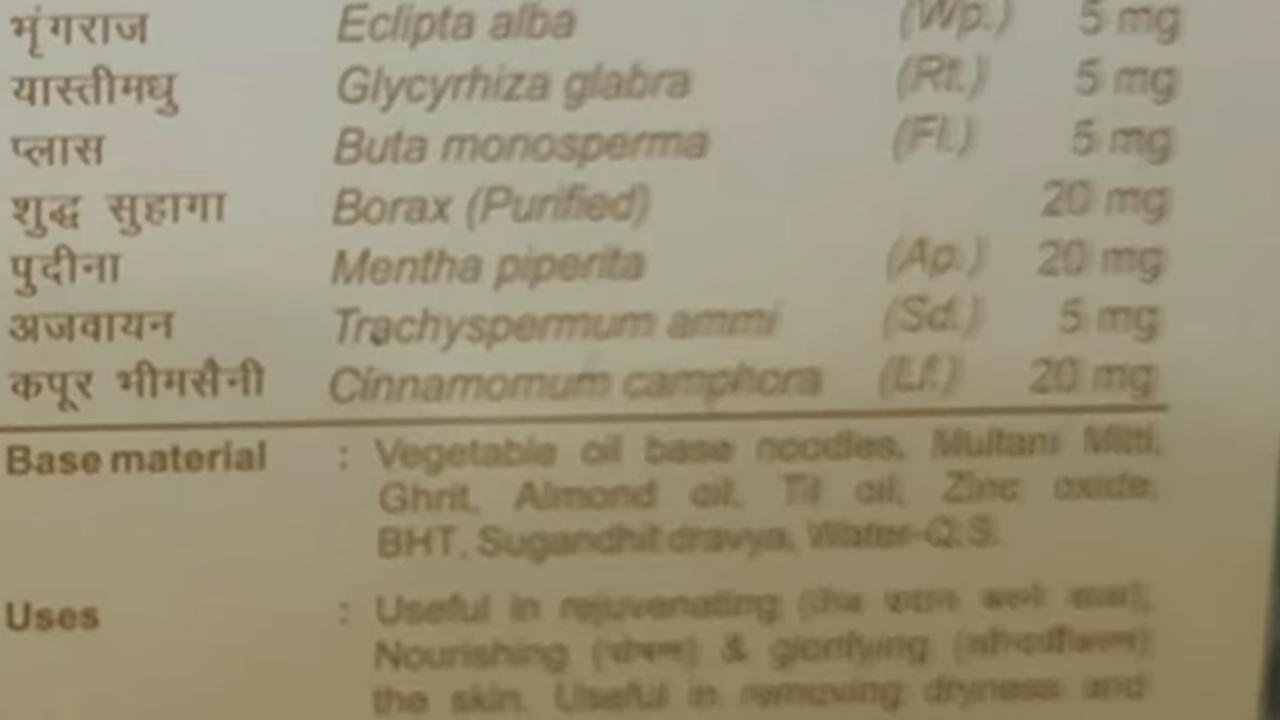 भृंगराज Eclipta alba (Wp.) 5 mg
यास्तीमधु Glycyrhiza glabra (Rt.) 5 mg
प्लास Buta monosperma (Fl.) 5 mg
शुद्ध सुहागा Borax (Purified) 20 mg
पुदीना Mentha piperita (Ap.) 20 mg
अजवायन Trachyspermum ammi (Sd.) 5 mg
कपूर भीमसैनी Cinnamomum camphora (Lf.) 20 mg
Base material : Vegetable oil base noodles, Multani Mitti,
Ghrit, Almond oil, Til oil, Zinc oxide,
BHT, Sugandhit dravya, Water-Q.S.
Uses : Useful in rejuvenating
Nourishing & glorifying
the skin. Useful in removing dryness and